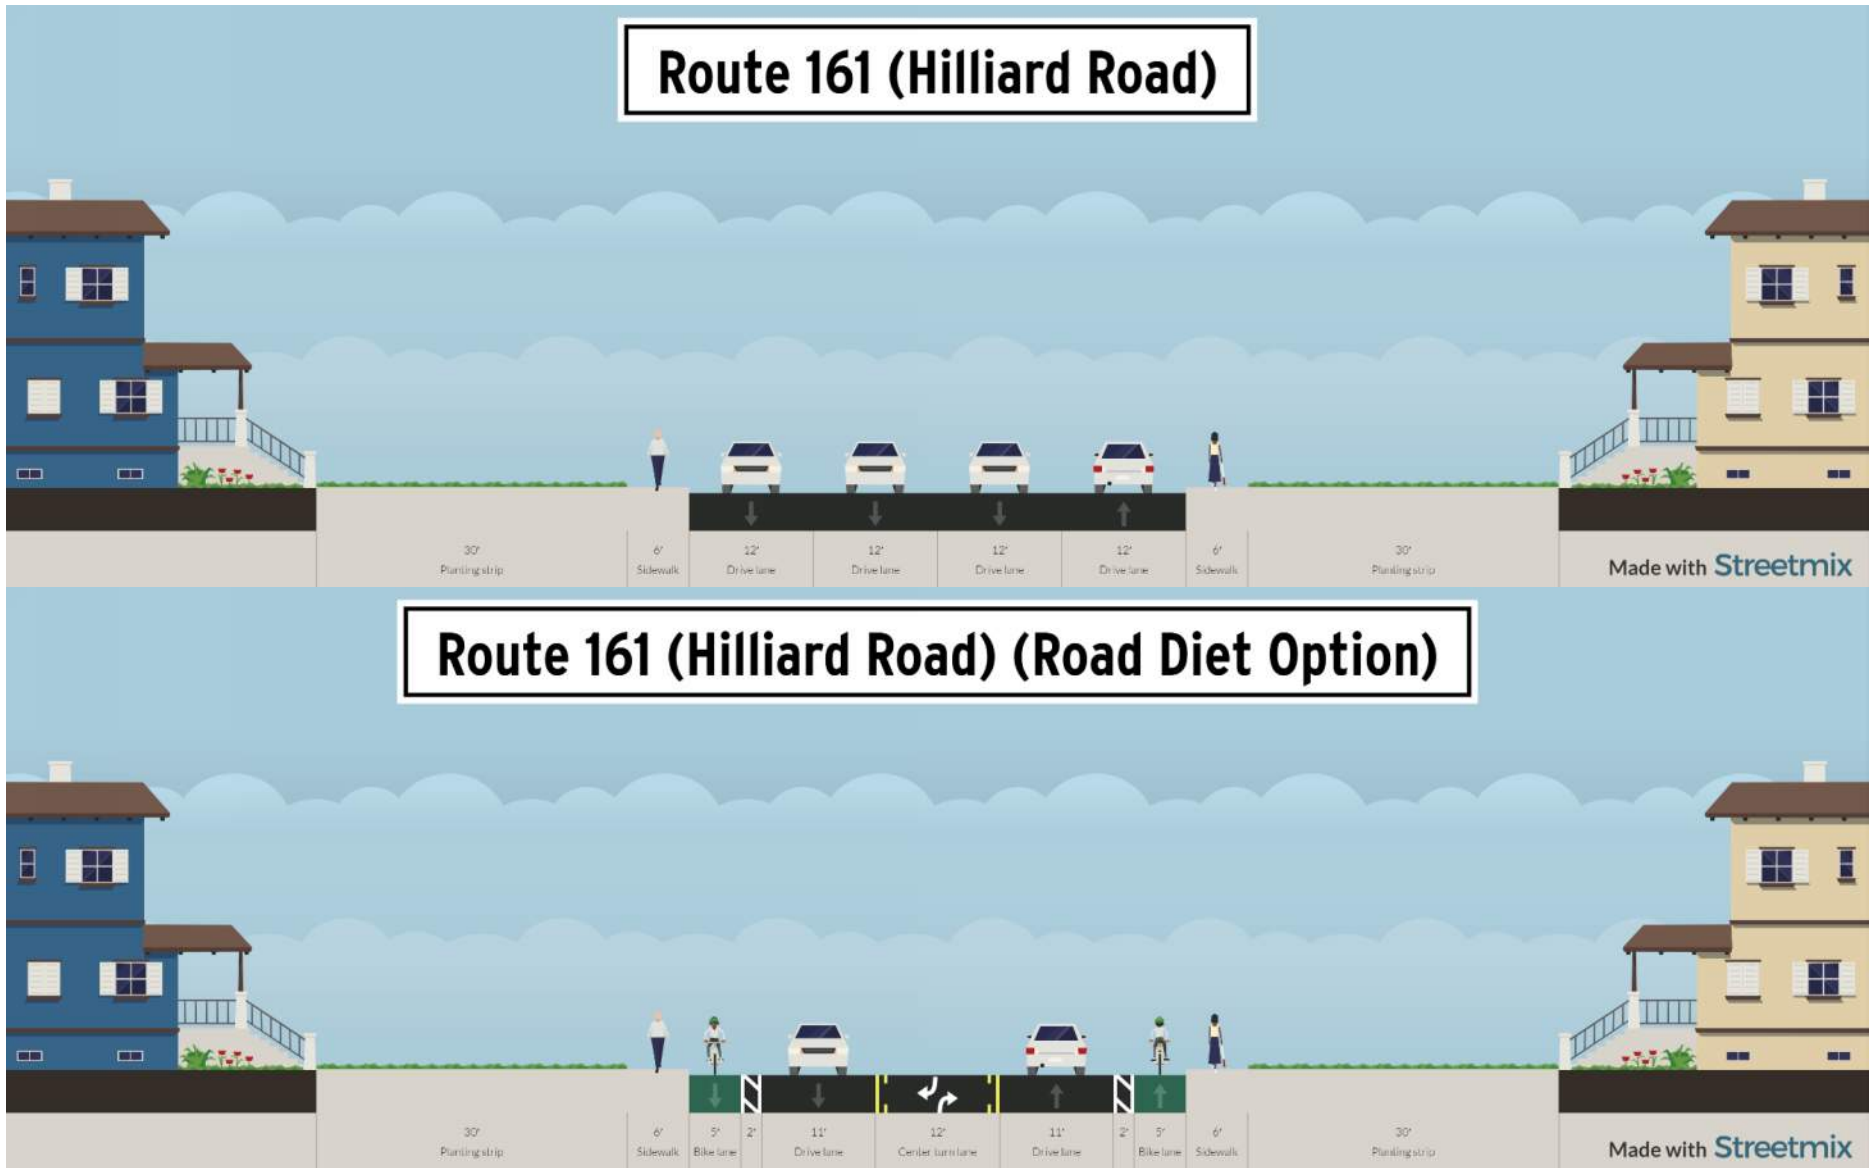 Route 161 (Hilliard Road)
30' 6' 12' 12' 12' 12' 6' 30'
Planting strip Sidewalk Drive lane Drive lane Drive lane Drive lane Sidewalk Planting strip
Made with Streetmix
Route 161 (Hilliard Road) (Road Diet Option)
30' 6' 5' 2' 11' 12' 11' 2' 5' 6' 30'
Planting strip Sidewalk Bike lane Drive lane Center turn lane Drive lane Bike lane Sidewalk Planting strip
Made with Streetmix